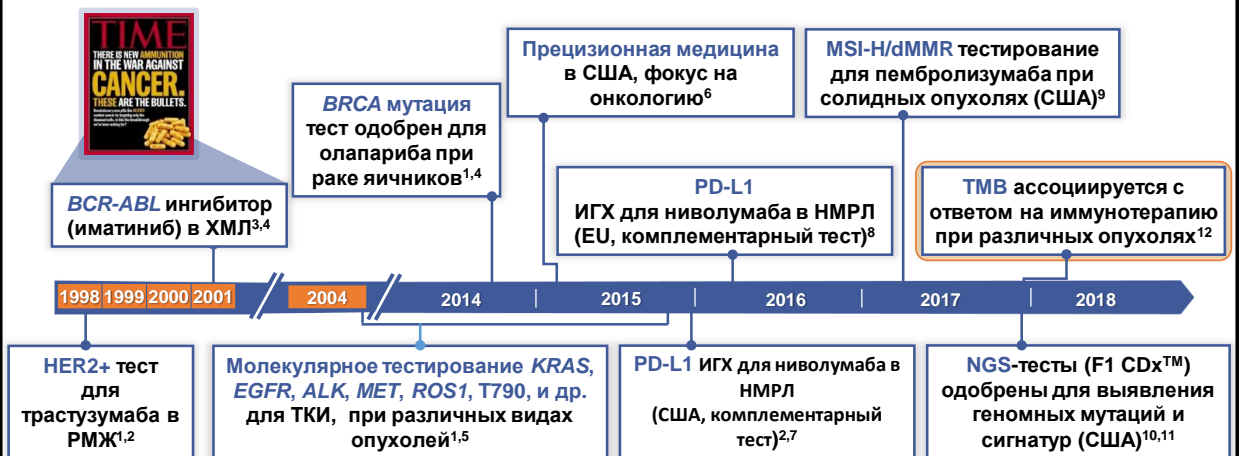 TIME
THERE IS NEW AMMUNITION
IN THE WAR AGAINST
CANCER.
THESE ARE THE BULLETS.
BCR-ABL ингибитор
(иматиниб) в ХМЛ3,4
BRCA мутация
тест одобрен для
олапариба при
раке яичников1,4
Прецизионная медицина
в США, фокус на
онкологию6
PD-L1
ИГХ для ниволумаба в НМРЛ
(EU, комплементарный тест)8
MSI-H/dMMR тестирование
для пембролизумаба при
солидных опухолях (США)9
TMB ассоциируется с
ответом на иммунотерапию
при различных опухолях12
1998 1999 2000 2001 2004 2014 2015 2016 2017 2018
HER2+ тест
для
трастузумаба в
РМЖ1,2
Молекулярное тестирование KRAS,
EGFR, ALK, MET, ROS1, T790, и др.
для ТКИ, при различных видах
опухолей1,5
PD-L1 ИГХ для ниволумаба в
НМРЛ
(США, комплементарный
тест)2,7
NGS-тесты (F1 CDxTM)
одобрены для выявления
геномных мутаций и
сигнатур (США)10,11